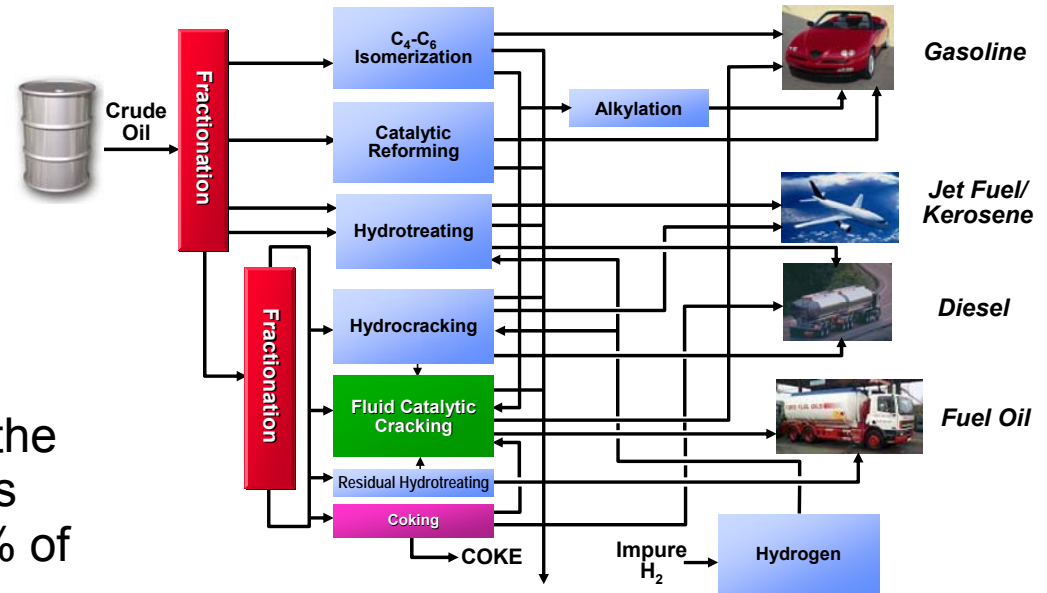 Crude
Oil
Fractionation
Fractionation
C4-C6
Isomerization
Alkylation
Catalytic
Reforming
Hydrotreating
Hydrocracking
Fluid Catalytic
Cracking
Residual Hydrotreating
Coking
COKE
Impure
H2
Hydrogen
Gasoline
Jet Fuel/
Kerosene
Diesel
Fuel Oil
the
s
% of